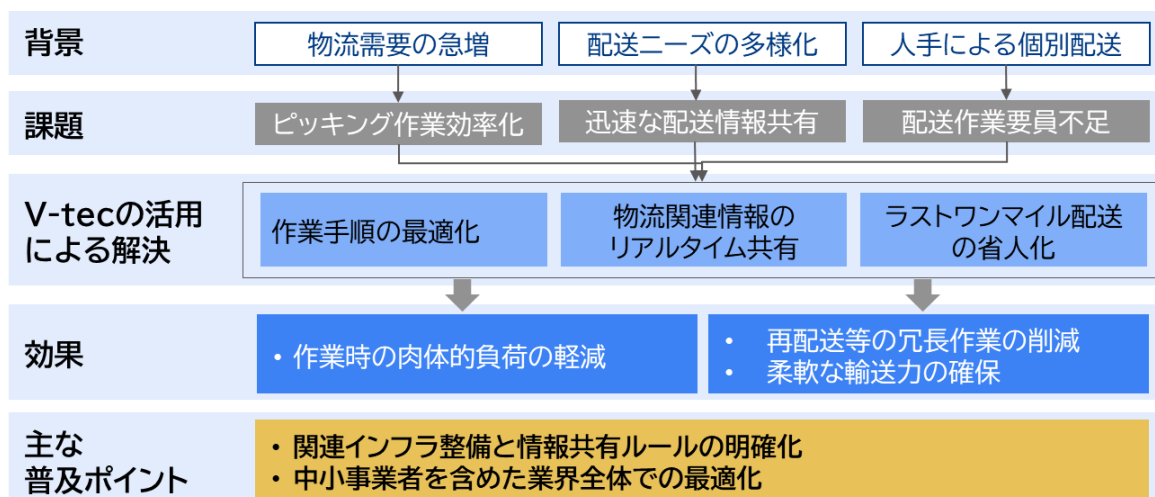 背景
物流需要の急増
配送ニーズの多様化
人手による個別配送
課題
ピッキング作業効率化
迅速な配送情報共有
配送作業要員不足
V-tecの活用
による解決
作業手順の最適化
物流関連情報の
リアルタイム共有
ラストワンマイル配送
の省人化
効果
• 作業時の肉体的負荷の軽減
• 再配送等の冗長作業の削減
• 柔軟な輸送力の確保
主な
普及ポイント
• 関連インフラ整備と情報共有ルールの明確化
• 中小事業者を含めた業界全体での最適化